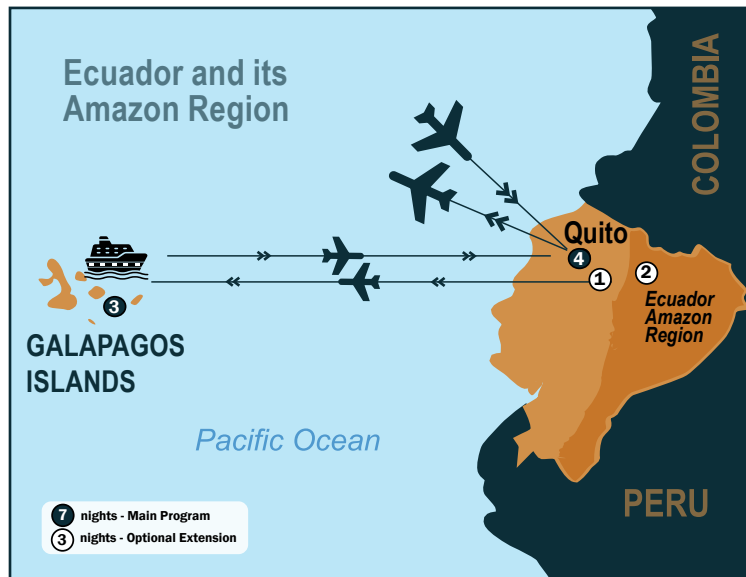 Ecuador and its
Amazon Region
COLOMBIA
Quito
4
1
2
Ecuador
Amazon
Region
3
GALAPAGOS
ISLANDS
Pacific Ocean
PERU
7 nights - Main Program
3 nights - Optional Extension